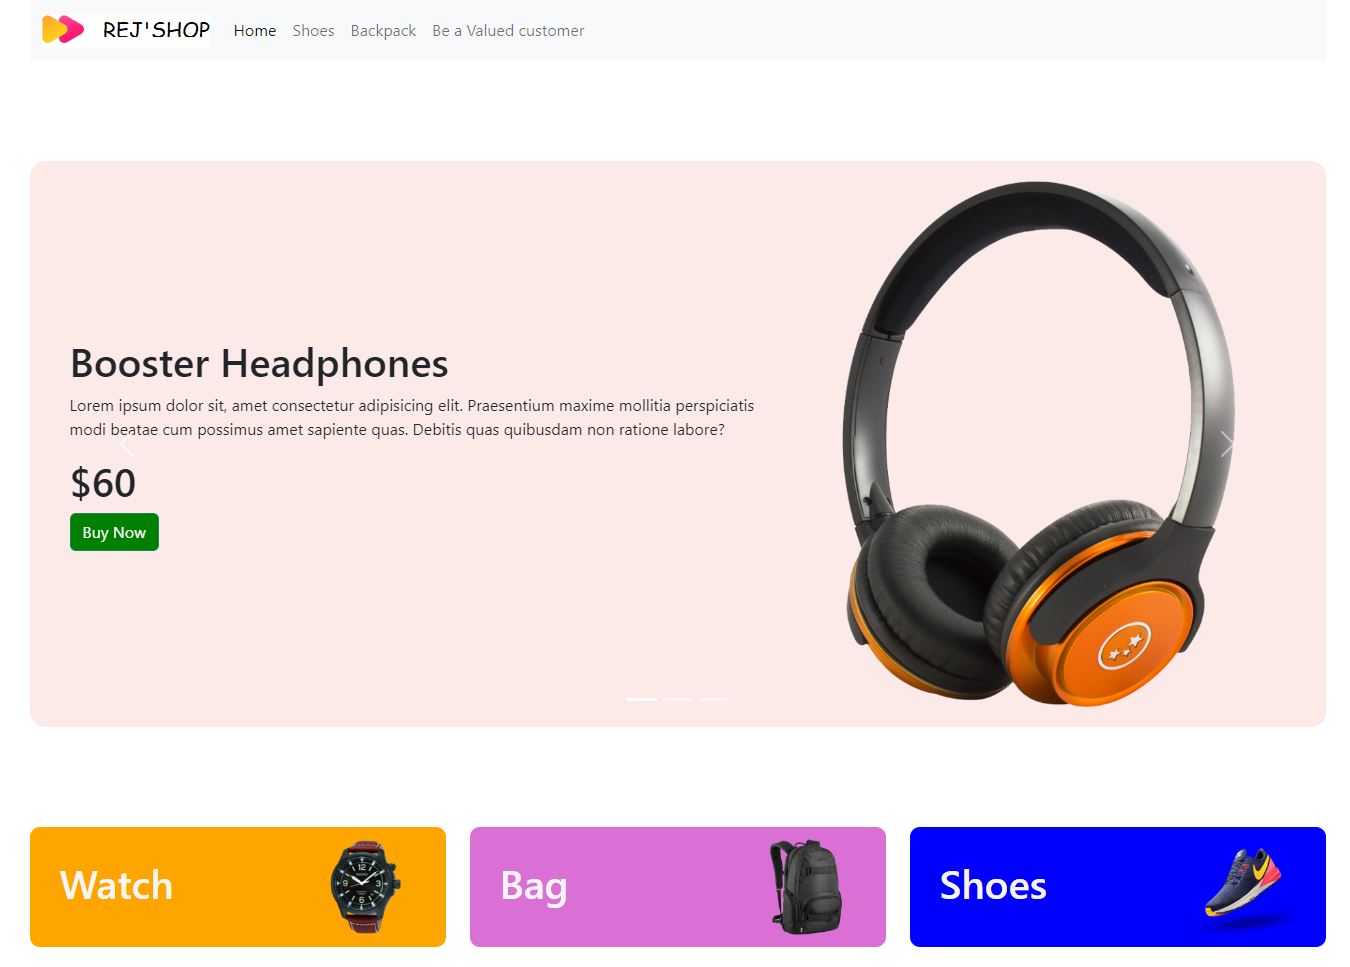 REJ'SHOP Home Shoes Backpack Be a Valued customer
Booster Headphones
Lorem ipsum dolor sit, amet consectetur adipisicing elit. Praesentium maxime mollitia perspiciatis
modi beatae cum possimus amet sapiente quas. Debitis quas quibusdam non ratione labore?
$60
Buy Now
Watch Bag Shoes